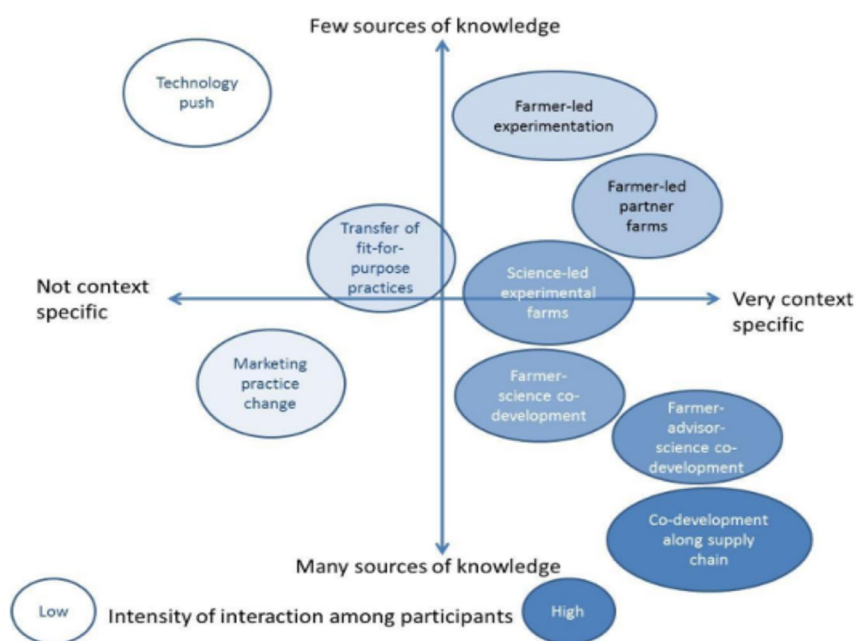 Few sources of knowledge
Technology
push
Farmer-led
experimentation
Farmer-led
partner
farms
Transfer of
fit-for-
purpose
practices
Science-led
experimental
farms
Not context
specific
Very context
specific
Marketing
practice
change
Farmer-
science co-
development
Farmer-
advisor-
science co-
development
Co-development
along supply
chain
Many sources of knowledge
Low
Intensity of interaction among participants
High